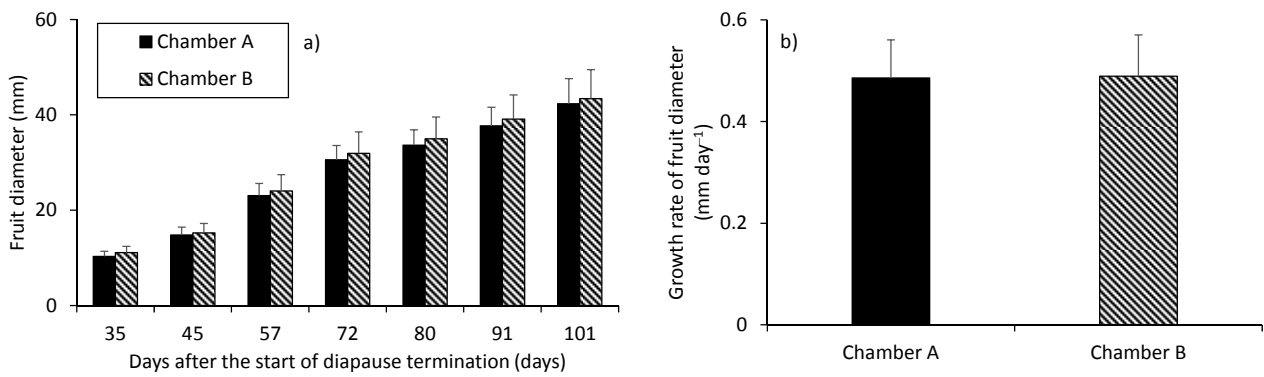 Fruit diameter (mm)
60
40
20
0
Chamber A
Chamber B
a)
35 45 57 72 80 91 101
Days after the start of diapause termination (days)
Growth rate of fruit diameter
(mm day⁻¹)
0.6
0.4
0.2
0
b)
Chamber A Chamber B